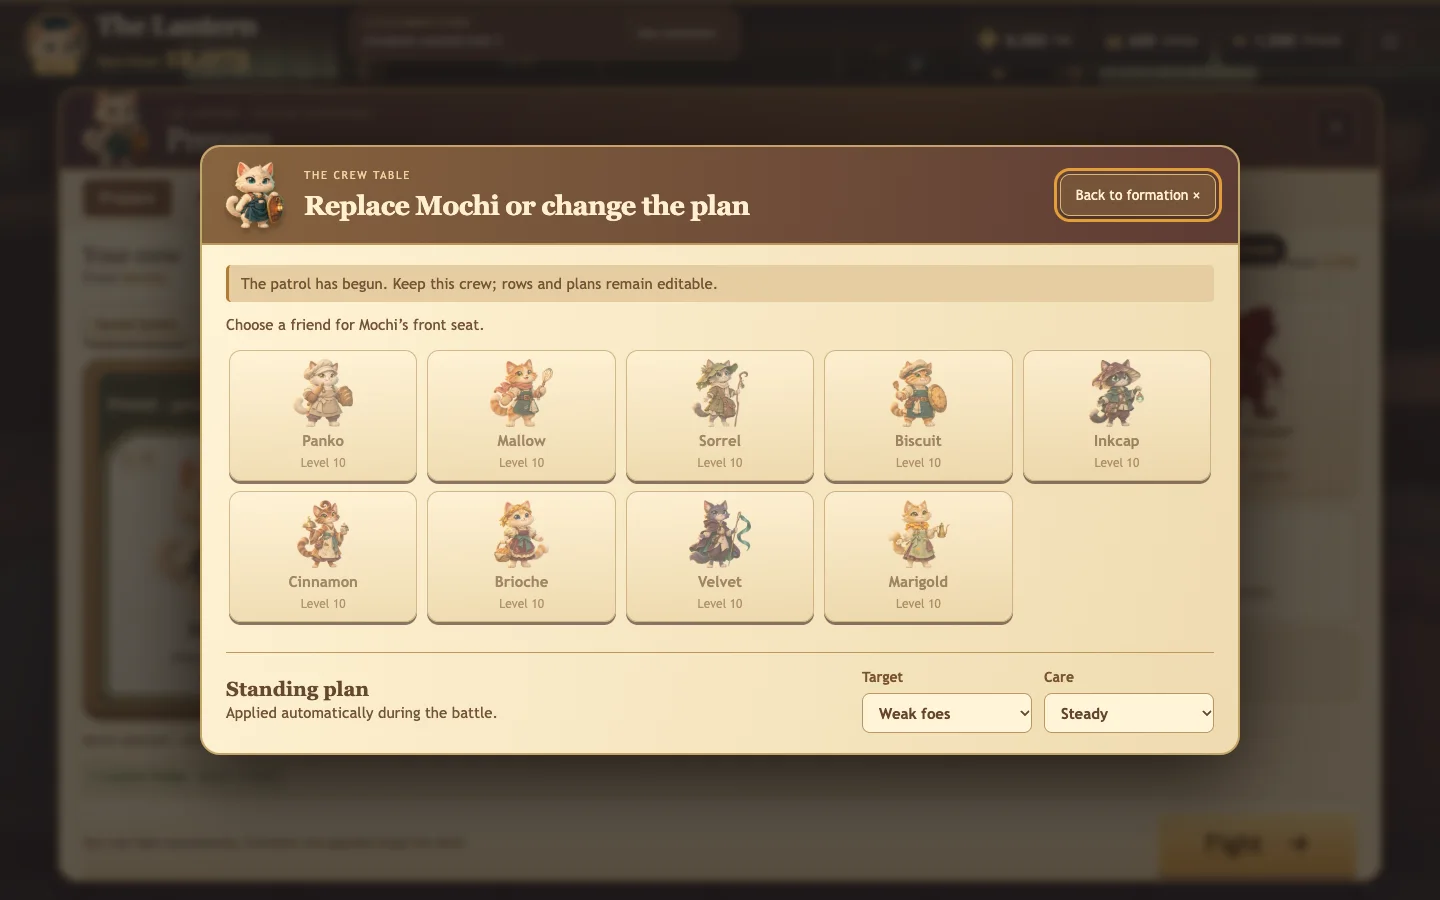 The Lantern
THE CREW TABLE
Replace Mochi or change the plan
Back to formation ×
The patrol has begun. Keep this crew; rows and plans remain editable.
Choose a friend for Mochi’s front seat.
Panko
Level 10
Mallow
Level 10
Sorrel
Level 10
Biscuit
Level 10
Inkcap
Level 10
Cinnamon
Level 10
Brioche
Level 10
Velvet
Level 10
Marigold
Level 10
Standing plan
Applied automatically during the battle.
Target
Weak foes
Care
Steady
Fight →